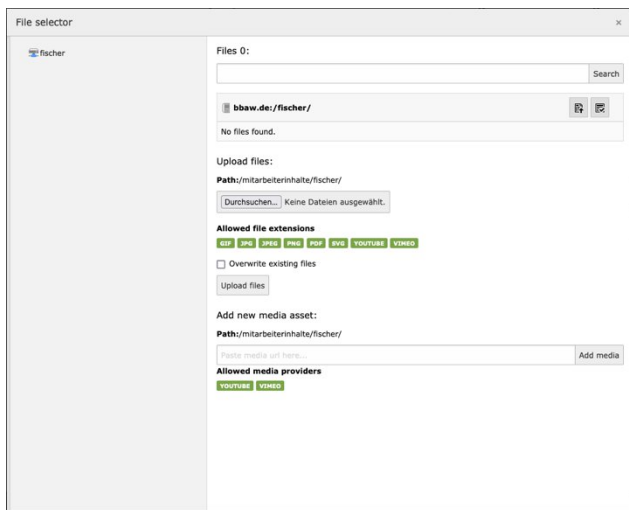 File selector
×
fischer
Files 0:
Search
bbaw.de:/fischer/
No files found.
Upload files:
Path:/mitarbeiterinhalte/fischer/
Durchsuchen... Keine Dateien ausgewählt.
Allowed file extensions
GIF JPG JPEG PNG PDF SVG YOUTUBE VIMEO
Overwrite existing files
Upload files
Add new media asset:
Path:/mitarbeiterinhalte/fischer/
Paste media url here... Add media
Allowed media providers
YOUTUBE VIMEO